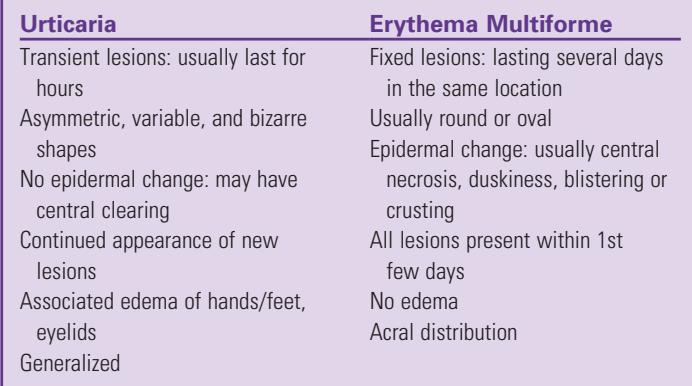 Urticaria
Transient lesions: usually last for
hours
Asymmetric, variable, and bizarre
shapes
No epidermal change: may have
central clearing
Continued appearance of new
lesions
Associated edema of hands/feet,
eyelids
Generalized
Erythema Multiforme
Fixed lesions: lasting several days
in the same location
Usually round or oval
Epidermal change: usually central
necrosis, duskiness, blistering or
crusting
All lesions present within 1st
few days
No edema
Acral distribution